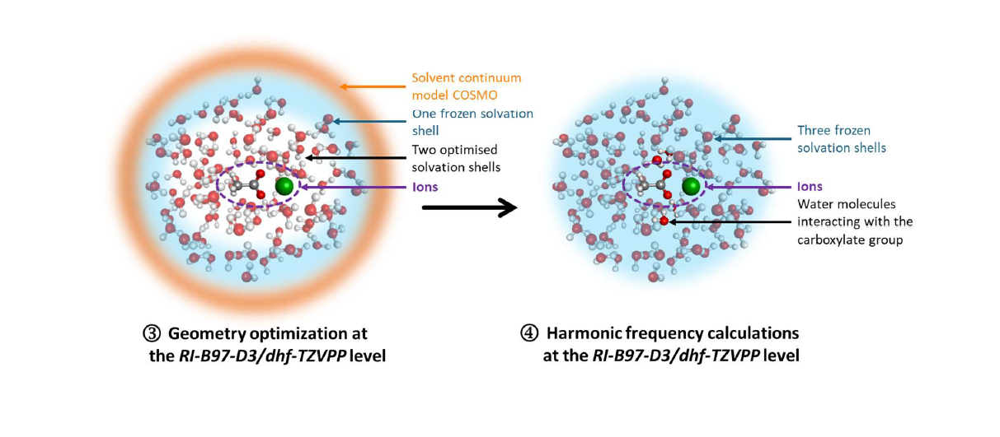 Solvent continuum
model COSMO
One frozen solvation
shell
Two optimised
solvation shells
Ions
③ Geometry optimization at
the RI-B97-D3/dhf-TZVPP level
Three frozen
solvation shells
Ions
Water molecules
interacting with the
carboxylate group
④ Harmonic frequency calculations
at the RI-B97-D3/dhf-TZVPP level